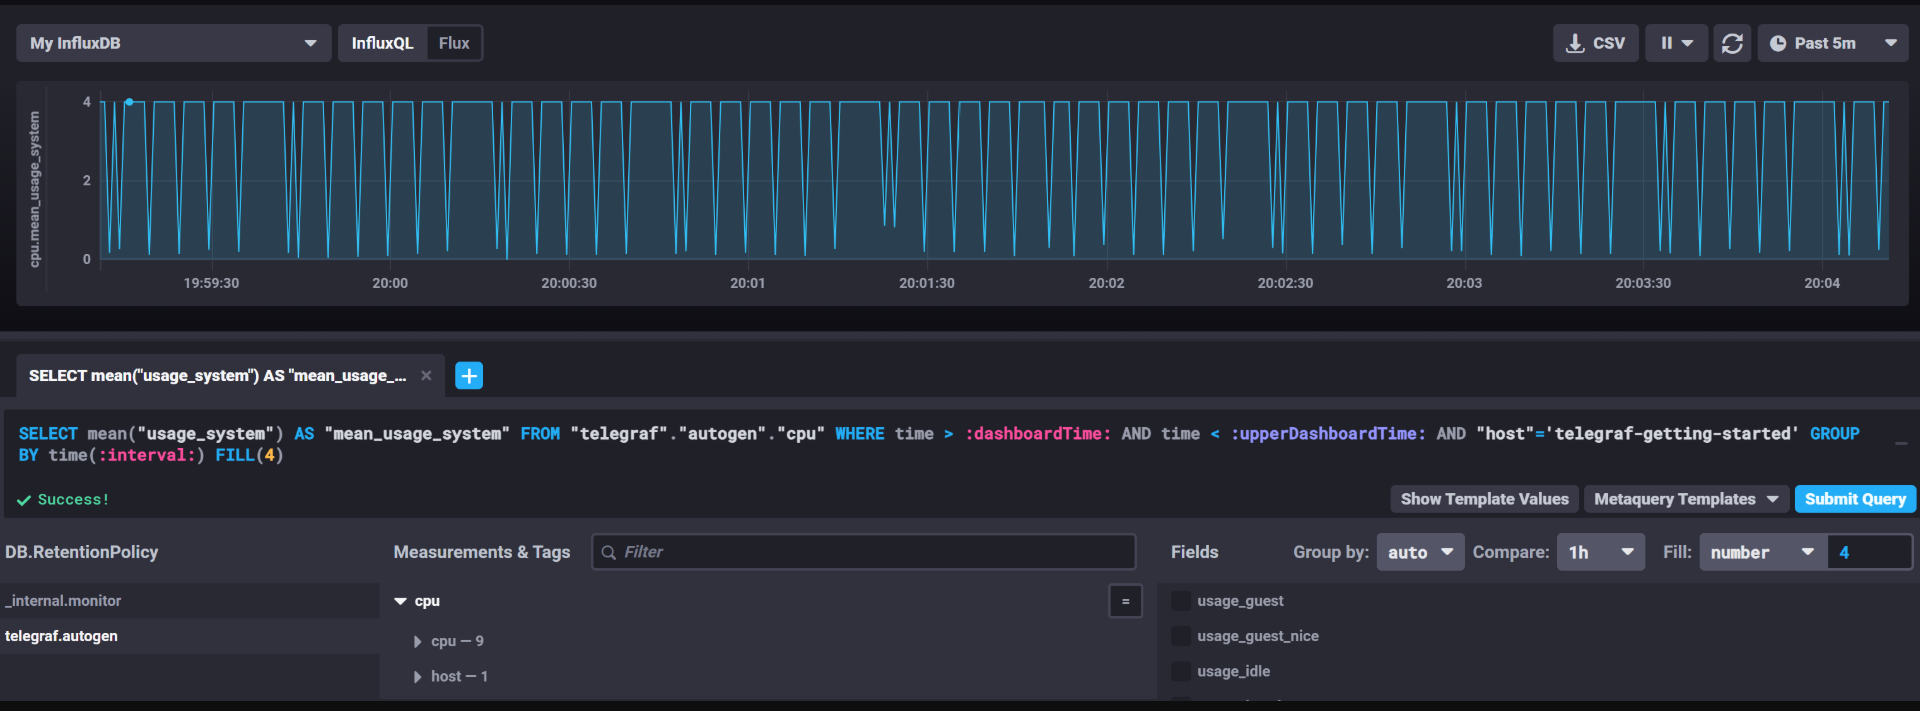 My InfluxDB InfluxQL Flux CSV Past 5m
cpu.mean_usage_system
4
2
0
19:59:30 20:00 20:00:30 20:01 20:01:30 20:02 20:02:30 20:03 20:03:30 20:04
SELECT mean("usage_system") AS "mean_usage_... × +
SELECT mean("usage_system") AS "mean_usage_system" FROM "telegraf"."autogen"."cpu" WHERE time > :dashboardTime: AND time < :upperDashboardTime: AND "host"='telegraf-getting-started' GROUP
BY time(:interval:) FILL(4)
Success! Show Template Values Metaquery Templates Submit Query
DB.RetentionPolicy Measurements & Tags Filter Fields Group by: auto Compare: 1h Fill: number 4
_internal.monitor cpu = usage_guest
telegraf.autogen cpu — 9 usage_guest_nice
host — 1 usage_idle